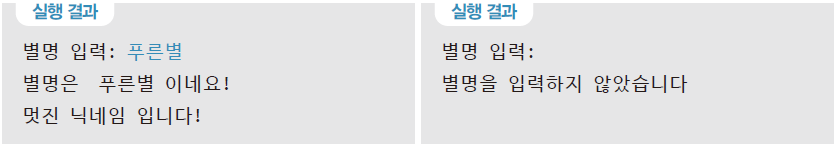 실행 결과
별명 입력: 푸른별
별명은  푸른별 이네요!
멋진 닉네임 입니다!
실행 결과
별명 입력:
별명을 입력하지 않았습니다